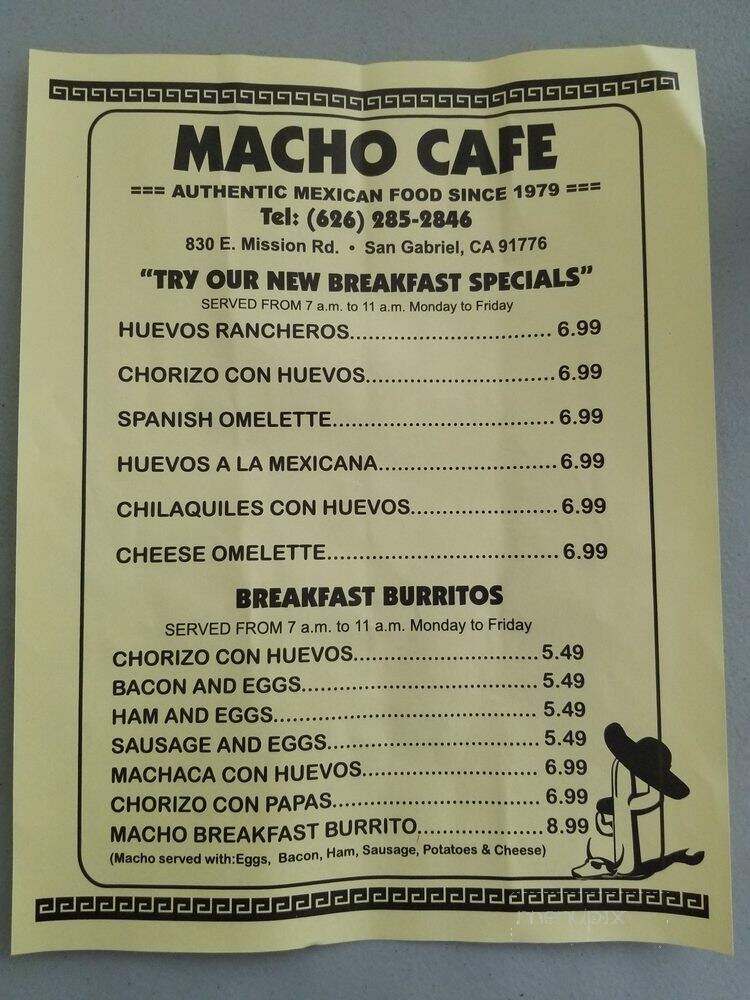 MACHO CAFE
=== AUTHENTIC MEXICAN FOOD SINCE 1979 ===
Tel: (626) 285-2846
830 E. Mission Rd. • San Gabriel, CA 91776
"TRY OUR NEW BREAKFAST SPECIALS"
SERVED FROM 7 a.m. to 11 a.m. Monday to Friday
HUEVOS RANCHEROS............................ 6.99
CHORIZO CON HUEVOS..........................6.99
SPANISH OMELETTE.............................. 6.99
HUEVOS A LA MEXICANA........................6.99
CHILAQUILES CON HUEVOS.................... 6.99
CHEESE OMELETTE............................... 6.99
BREAKFAST BURRITOS
SERVED FROM 7 a.m. to 11 a.m. Monday to Friday
CHORIZO CON HUEVOS..........................5.49
BACON AND EGGS................................. 5.49
HAM AND EGGS..................................... 5.49
SAUSAGE AND EGGS.............................. 5.49
MACHACA CON HUEVOS......................... 6.99
CHORIZO CON PAPAS............................. 6.99
MACHO BREAKFAST BURRITO..................8.99
(Macho served with:Eggs, Bacon, Ham, Sausage, Potatoes & Cheese)